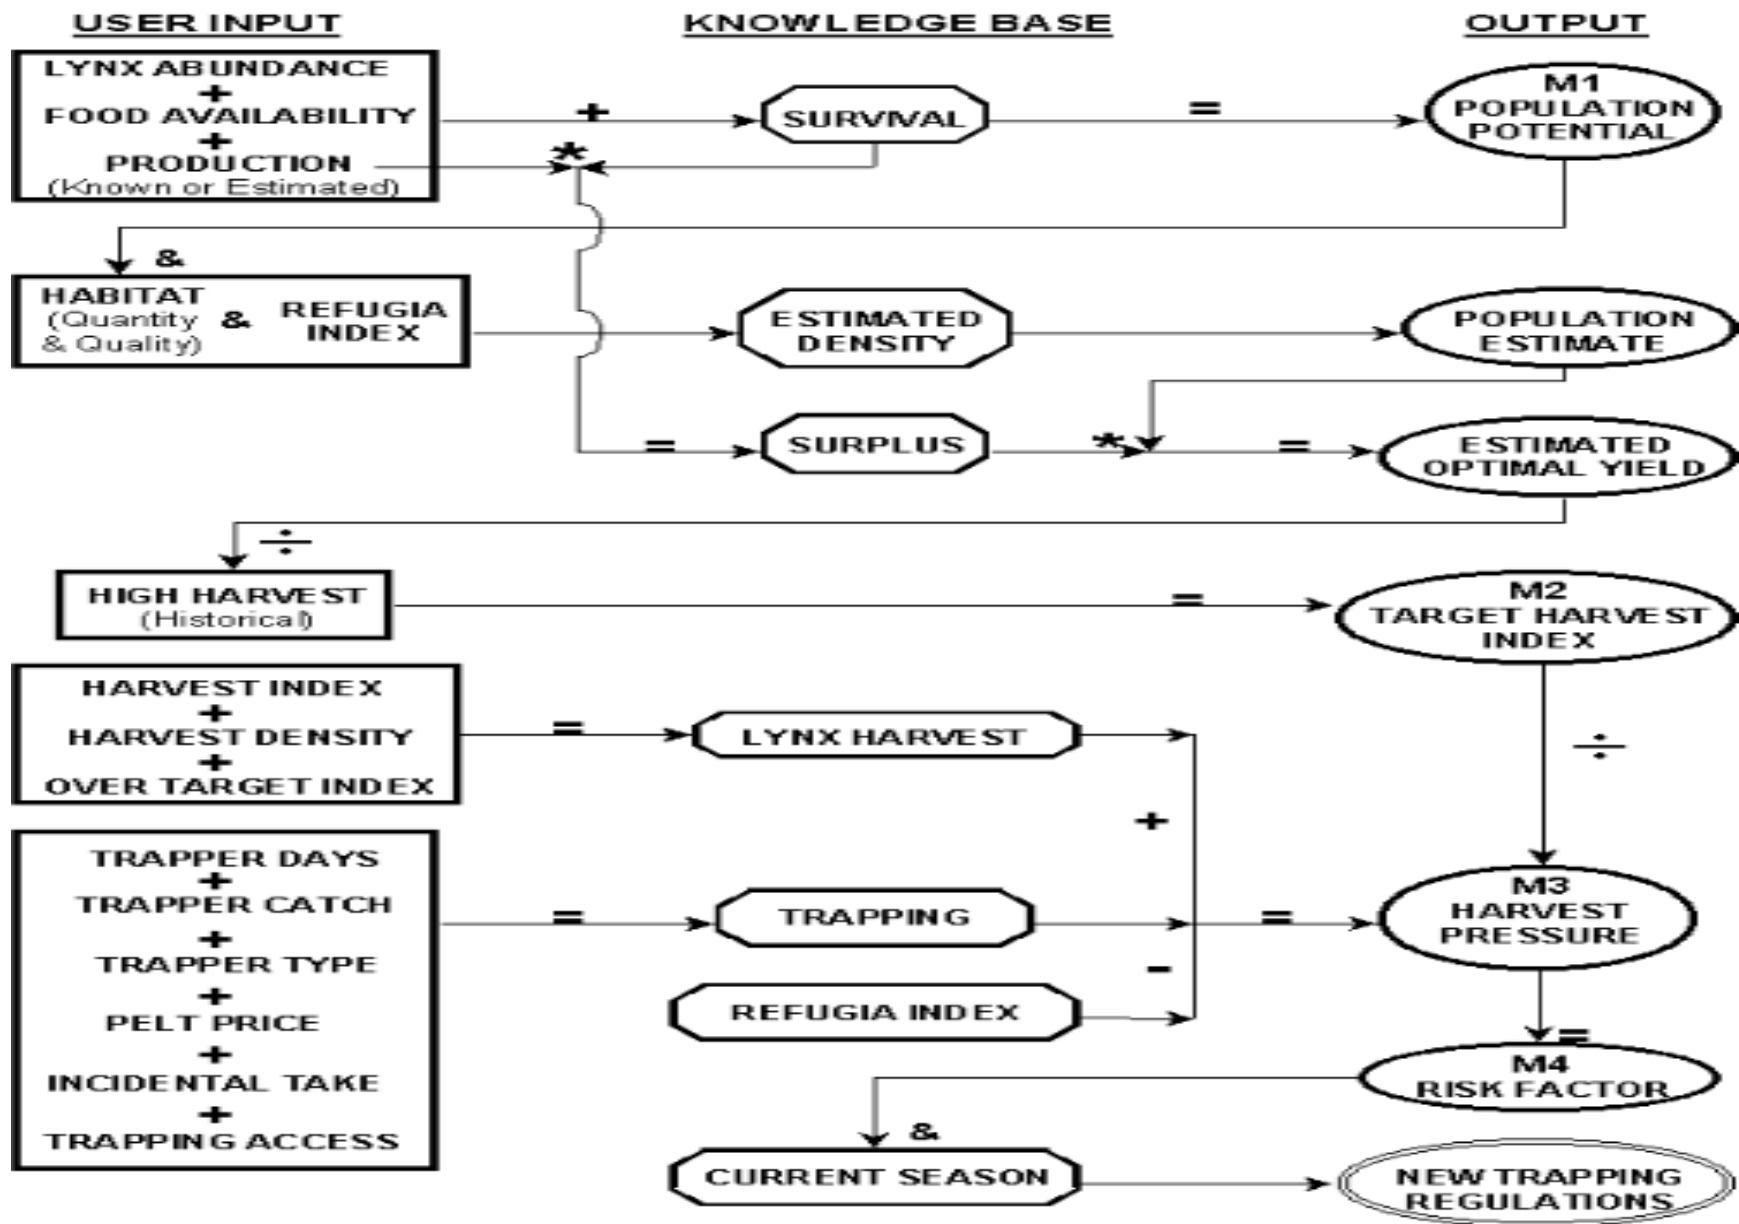 USER INPUT KNOWLEDGE BASE OUTPUT
LYNX ABUNDANCE
+
FOOD AVAILABILITY
+
PRODUCTION
(Known or Estimated)
+
*
SURVIVAL
=
M1
POPULATION
POTENTIAL
&
HABITAT
(Quantity
& Quality)
&
REFUGIA
INDEX
ESTIMATED
DENSITY
POPULATION
ESTIMATE
=
SURPLUS
*
=
ESTIMATED
OPTIMAL YIELD
÷
HIGH HARVEST
(Historical)
=
M2
TARGET HARVEST
INDEX
HARVEST INDEX
+
HARVEST DENSITY
+
OVER TARGET INDEX
=
LYNX HARVEST
÷
+
TRAPPER DAYS
+
TRAPPER CATCH
+
TRAPPER TYPE
+
PELT PRICE
+
INCIDENTAL TAKE
+
TRAPPING ACCESS
=
TRAPPING
=
M3
HARVEST
PRESSURE
-
REFUGIA INDEX
=
M4
RISK FACTOR
&
CURRENT SEASON
NEW TRAPPING
REGULATIONS